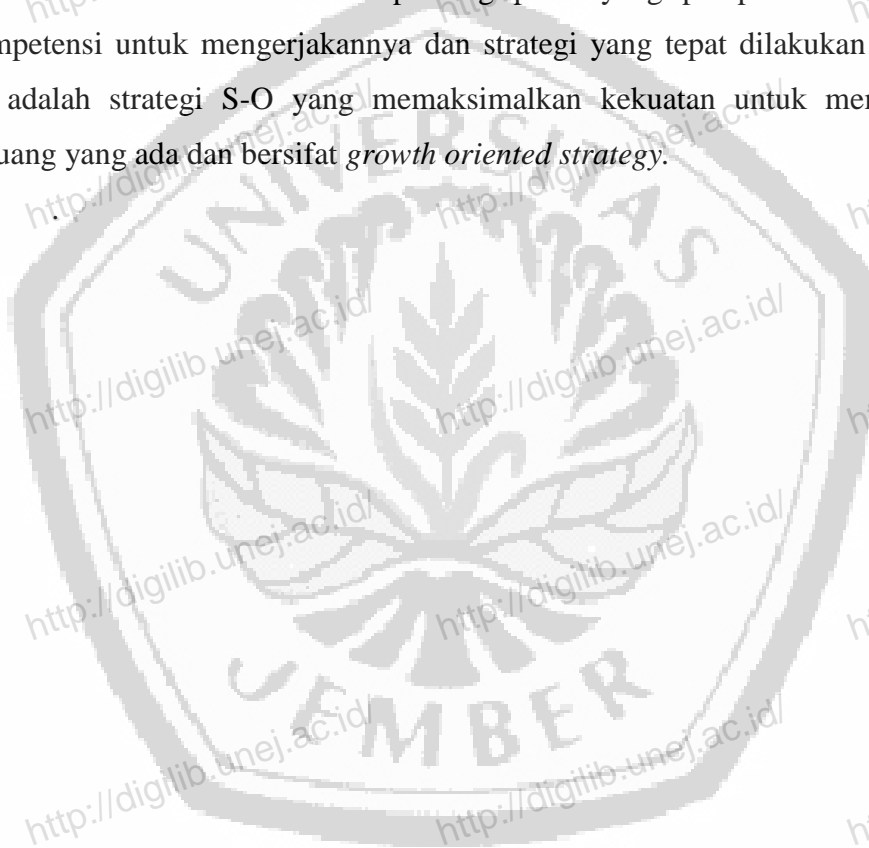 mpetensi untuk mengerjakannya dan strategi yang tepat dilakukan
adalah strategi S-O yang memaksimalkan kekuatan untuk mer
uang yang ada dan bersifat growth oriented strategy.
.
UNIVERSITAS
JEMBER
http://digilib.unej.ac.id/
http://digilib.unej.ac.id/
http://digilib.unej.ac.id/
http://digilib.unej.ac.id/
http://digilib.unej.ac.id/
http://digilib.unej.ac.id/
http://digilib.unej.ac.id/
http://digilib.unej.ac.id/